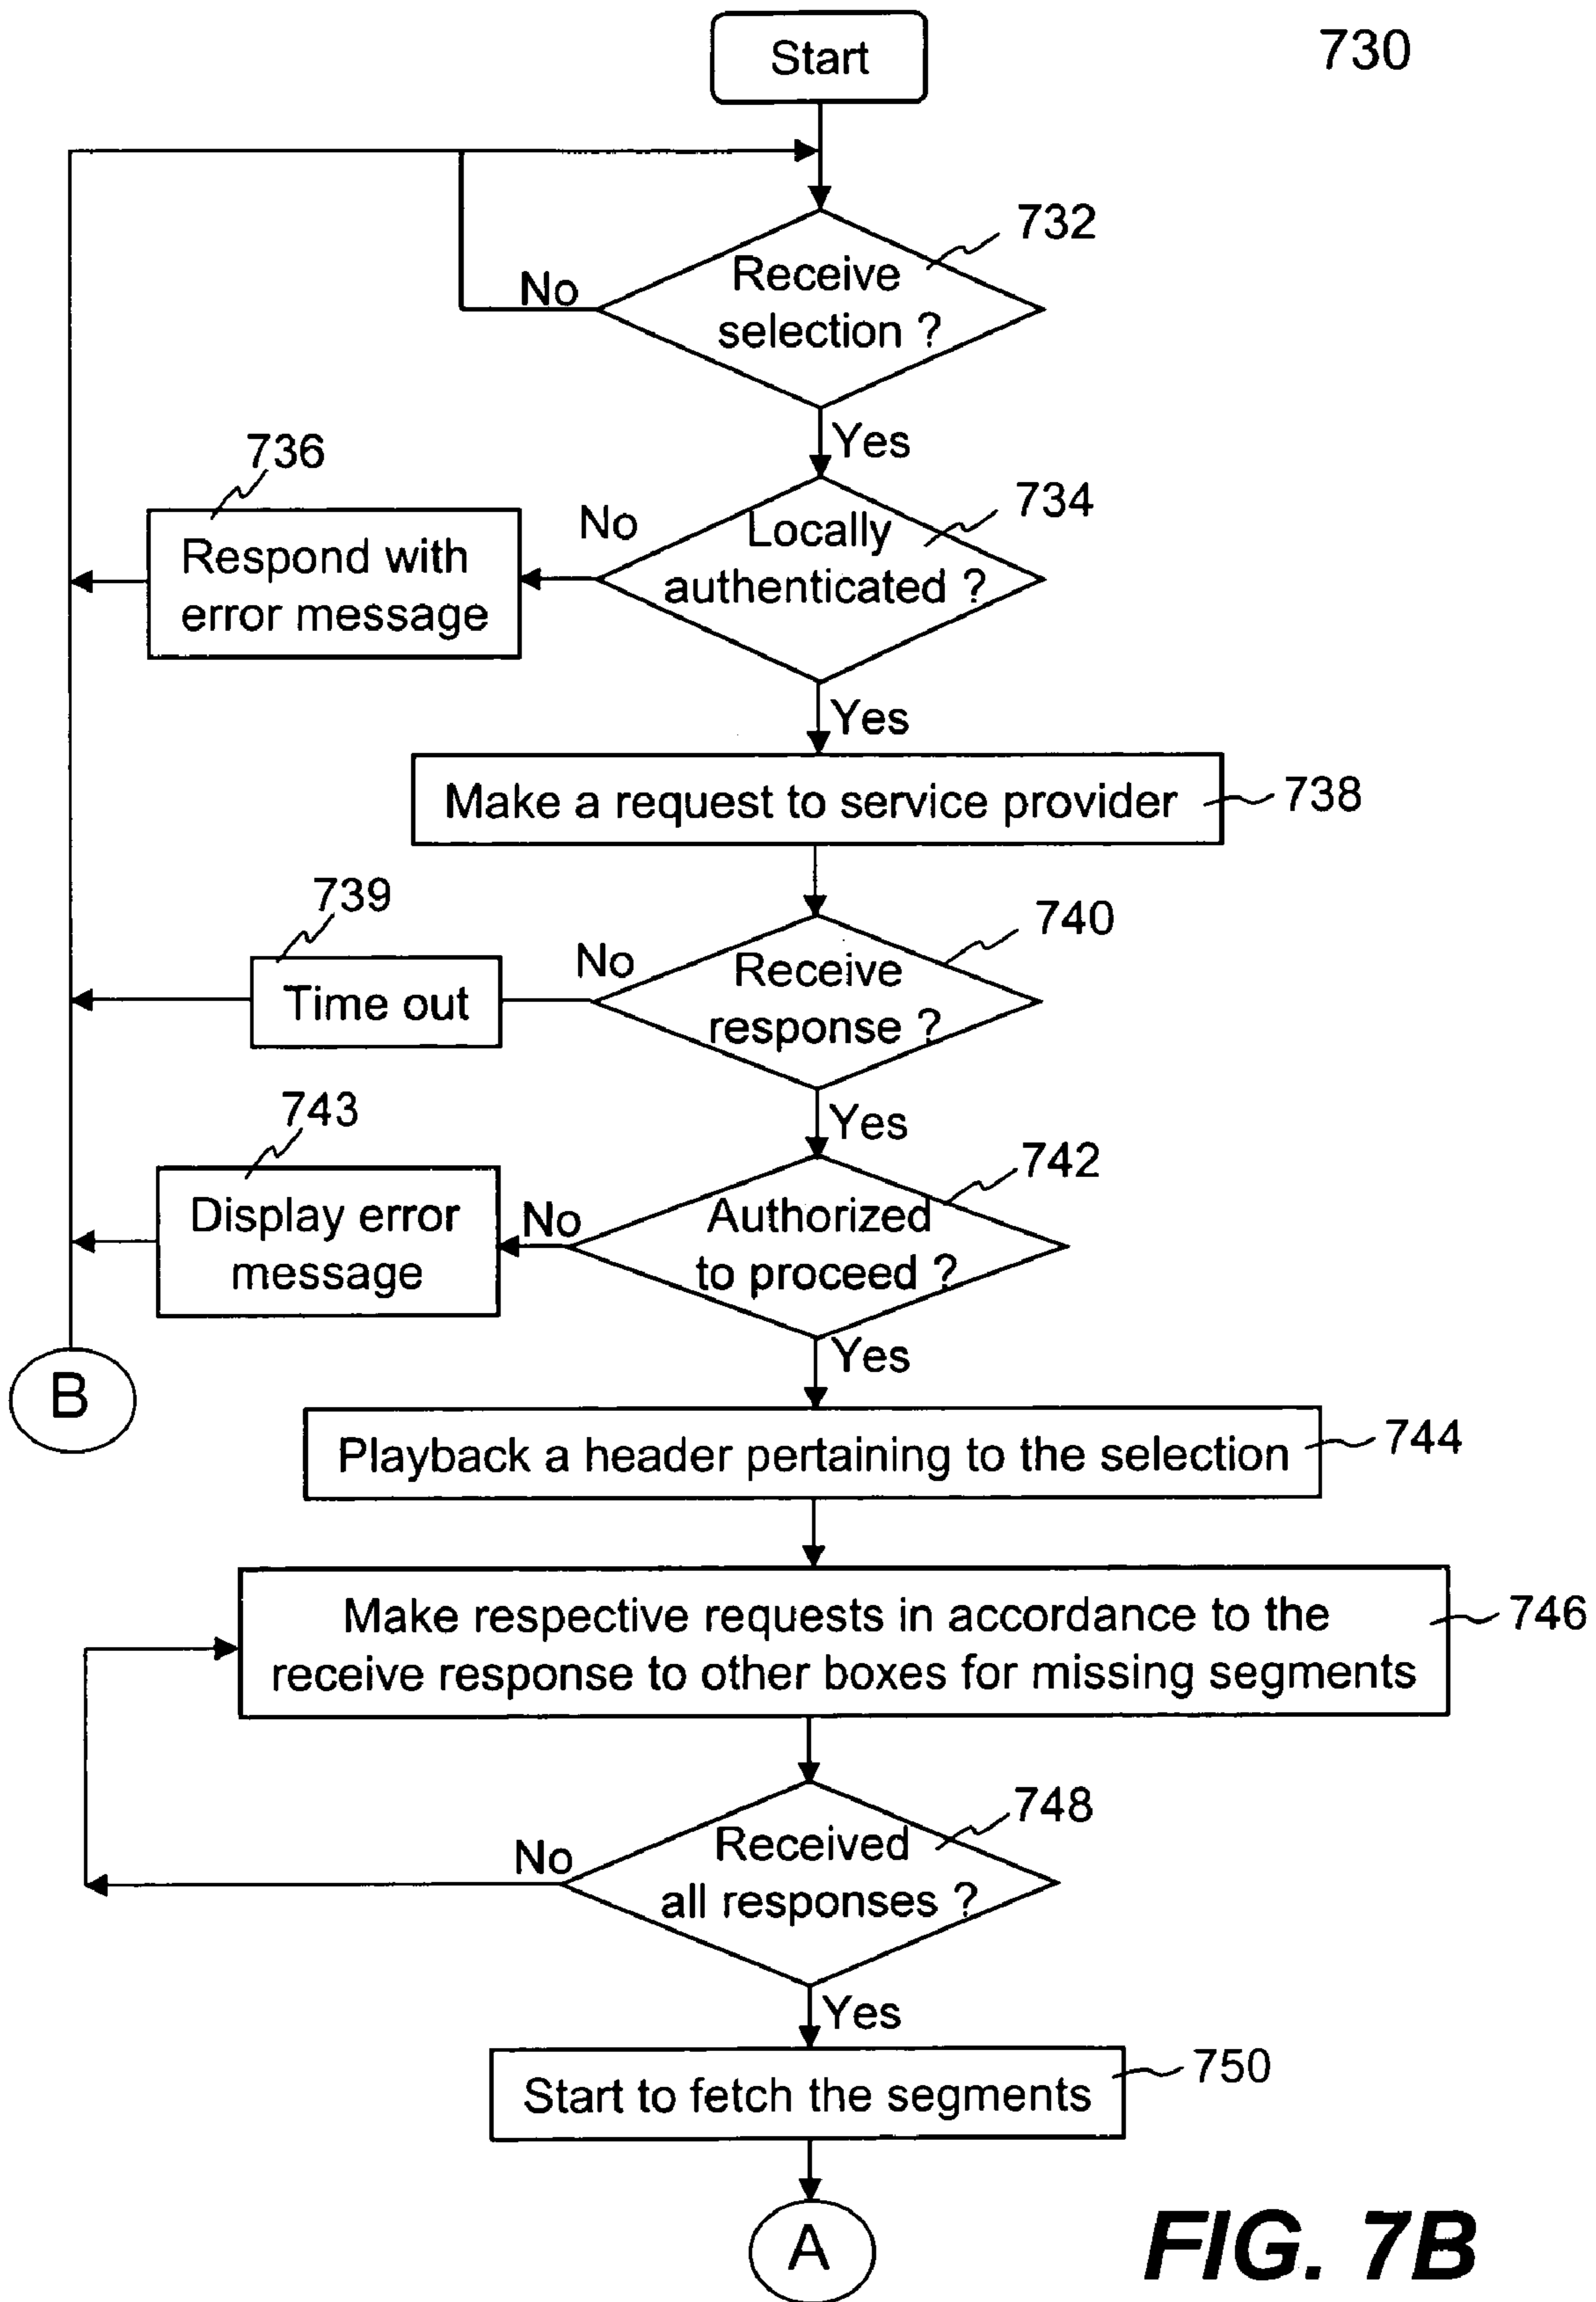 Start
730
732
Receive
selection ?
No
Yes
736
734
Respond with
error message
No
Locally
authenticated ?
Yes
Make a request to service provider
738
739
740
Time out
No
Receive
response ?
Yes
743
742
Display error
message
No
Authorized
to proceed ?
Yes
B
Playback a header pertaining to the selection
744
Make respective requests in accordance to the
receive response to other boxes for missing segments
746
748
Received
all responses ?
No
Yes
Start to fetch the segments
750
A
FIG. 7B